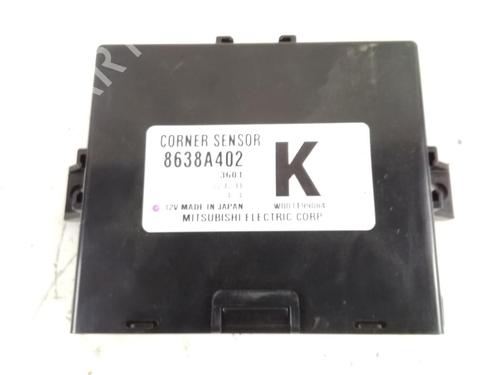 CORNER SENSOR
8638A402
K
3601
12V MADE IN JAPAN
MITSUBISHI ELECTRIC CORP